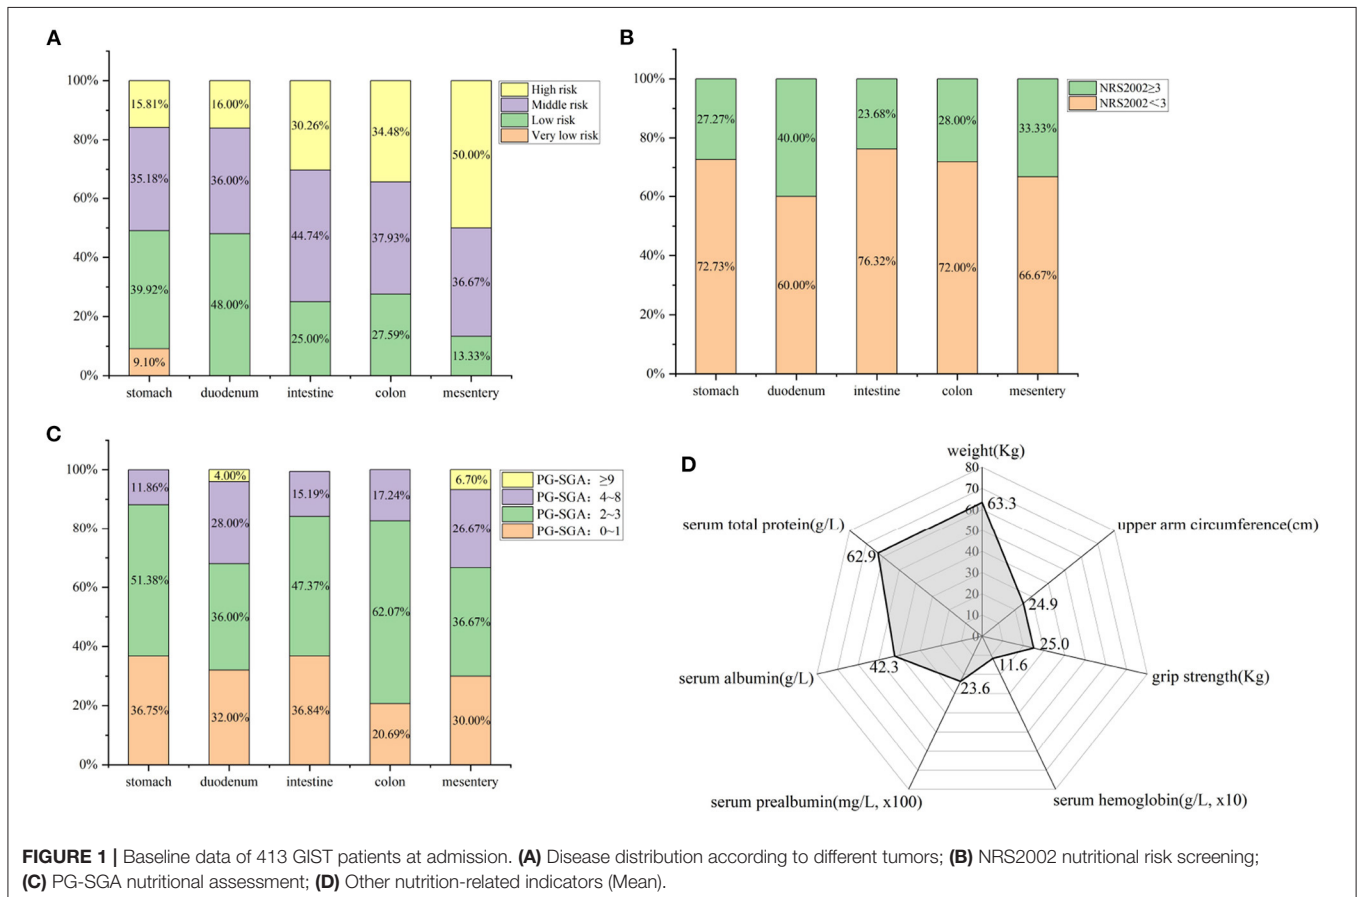 A
100%
80%
60%
40%
20%
0%
15.81%
16.00%
30.26%
34.48%
50.00%
35.18%
36.00%
44.74%
37.93%
36.67%
39.92%
48.00%
25.00%
27.59%
13.33%
9.10%
stomach duodenum intestine colon mesentery
High risk
Middle risk
Low risk
Very low risk
B
100%
80%
60%
40%
20%
0%
27.27%
40.00%
23.68%
28.00%
33.33%
72.73%
60.00%
76.32%
72.00%
66.67%
stomach duodenum intestine colon mesentery
NRS2002≥3
NRS2002<3
C
100%
80%
60%
40%
20%
0%
4.00%
6.70%
11.86%
28.00%
15.19%
17.24%
26.67%
51.38%
36.00%
47.37%
62.07%
36.67%
36.75%
32.00%
36.84%
20.69%
30.00%
stomach duodenum intestine colon mesentery
PG-SGA: ≥9
PG-SGA: 4~8
PG-SGA: 2~3
PG-SGA: 0~1
D
weight(Kg)
80
70
60
50
40
30
20
10
0
63.3
upper arm circumference(cm)
24.9
grip strength(Kg)
25.0
serum hemoglobin(g/L, x10)
11.6
serum prealbumin(mg/L, x100)
23.6
serum albumin(g/L)
42.3
serum total protein(g/L)
62.9
FIGURE 1 | Baseline data of 413 GIST patients at admission. (A) Disease distribution according to different tumors; (B) NRS2002 nutritional risk screening;
(C) PG-SGA nutritional assessment; (D) Other nutrition-related indicators (Mean).